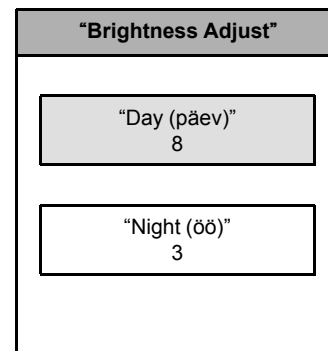 “Brightness Adjust”
“Day (päev)”
8
“Night (öö)”
3